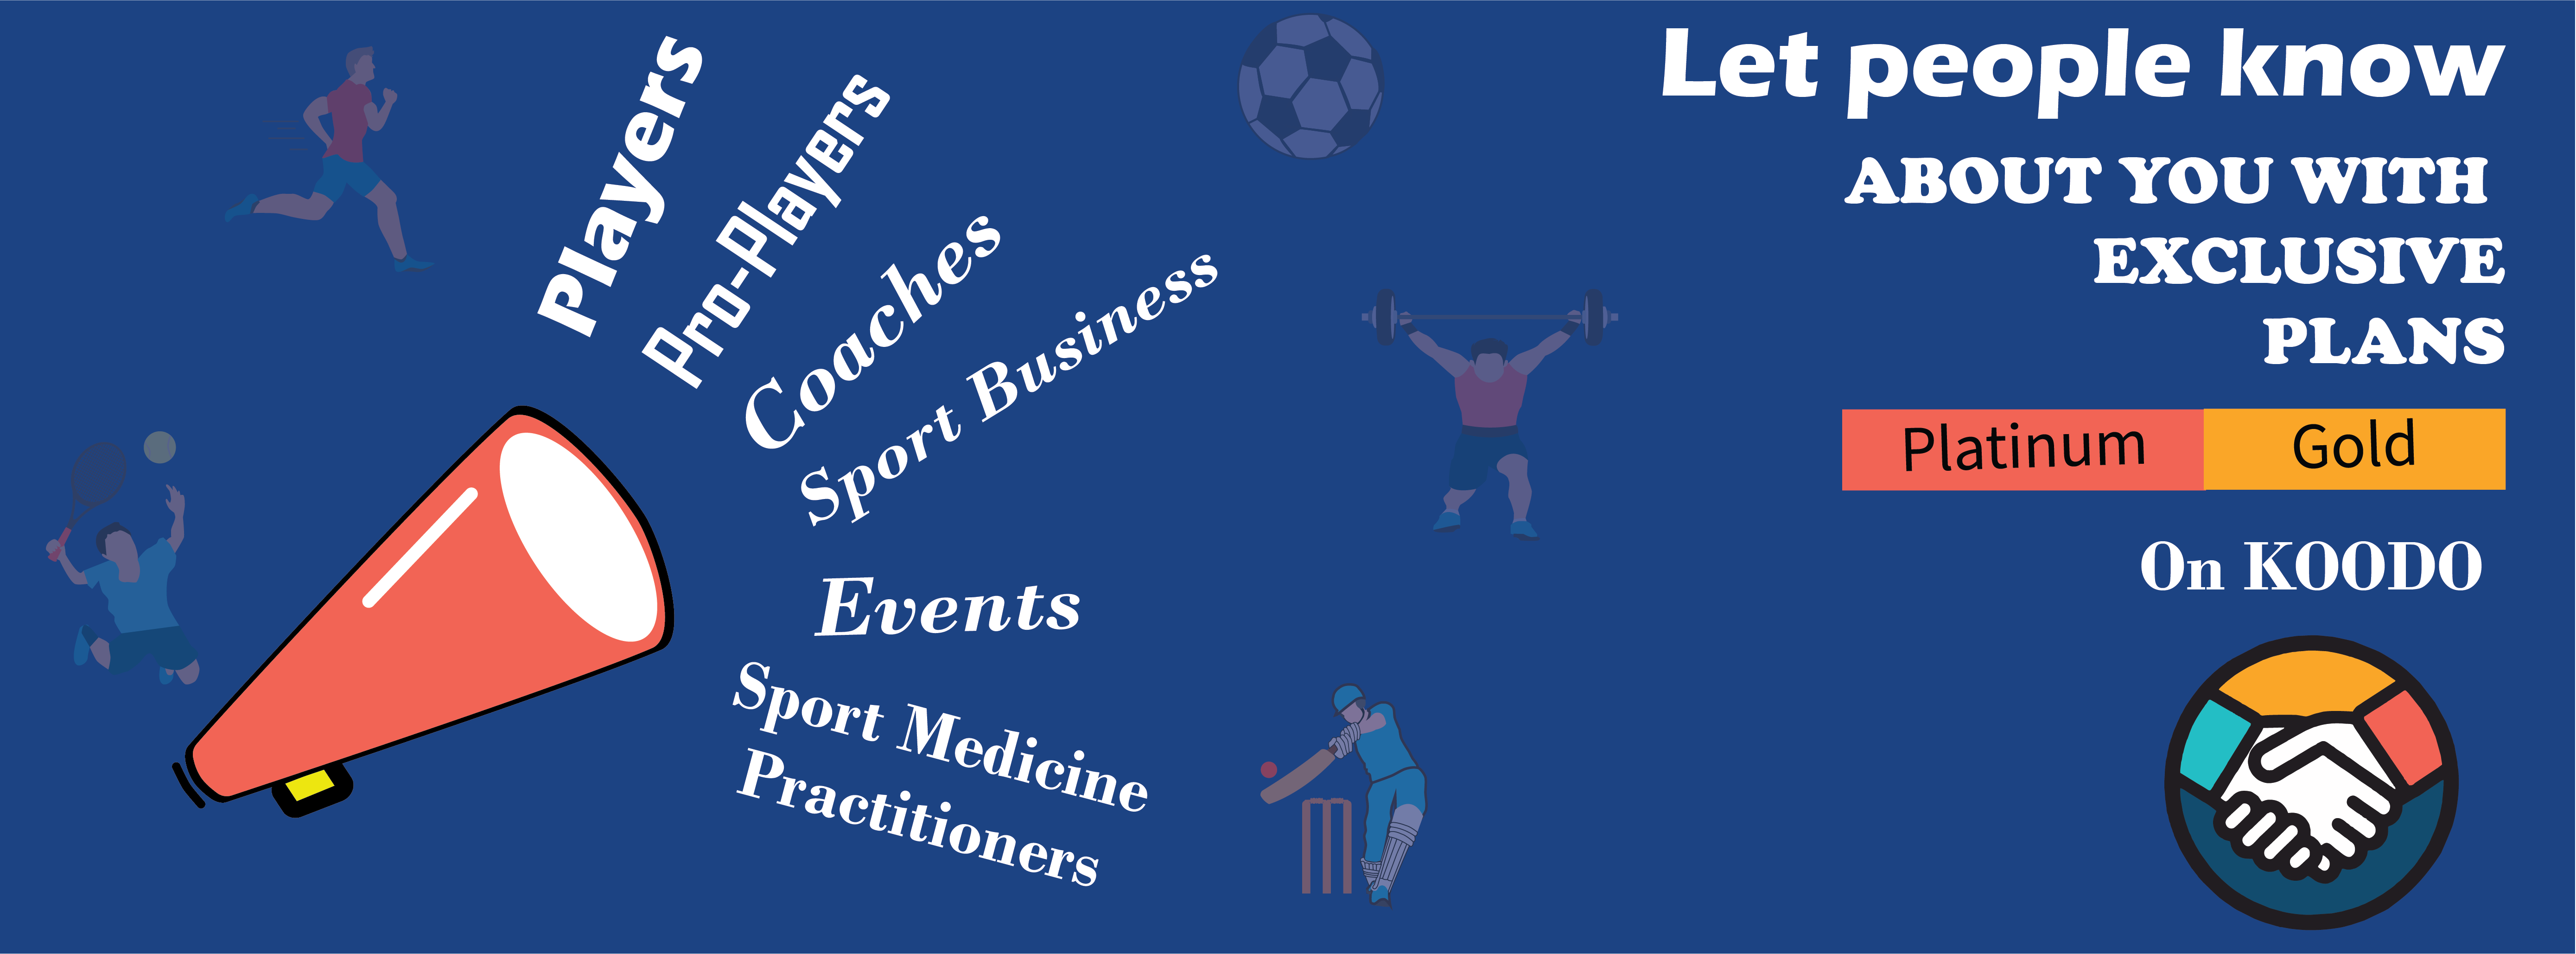 Players
Pro-Players
Coaches
Sport Business
Events
Sport Medicine
Practitioners
Let people know
ABOUT YOU WITH
EXCLUSIVE
PLANS
Platinum Gold
On KOODO